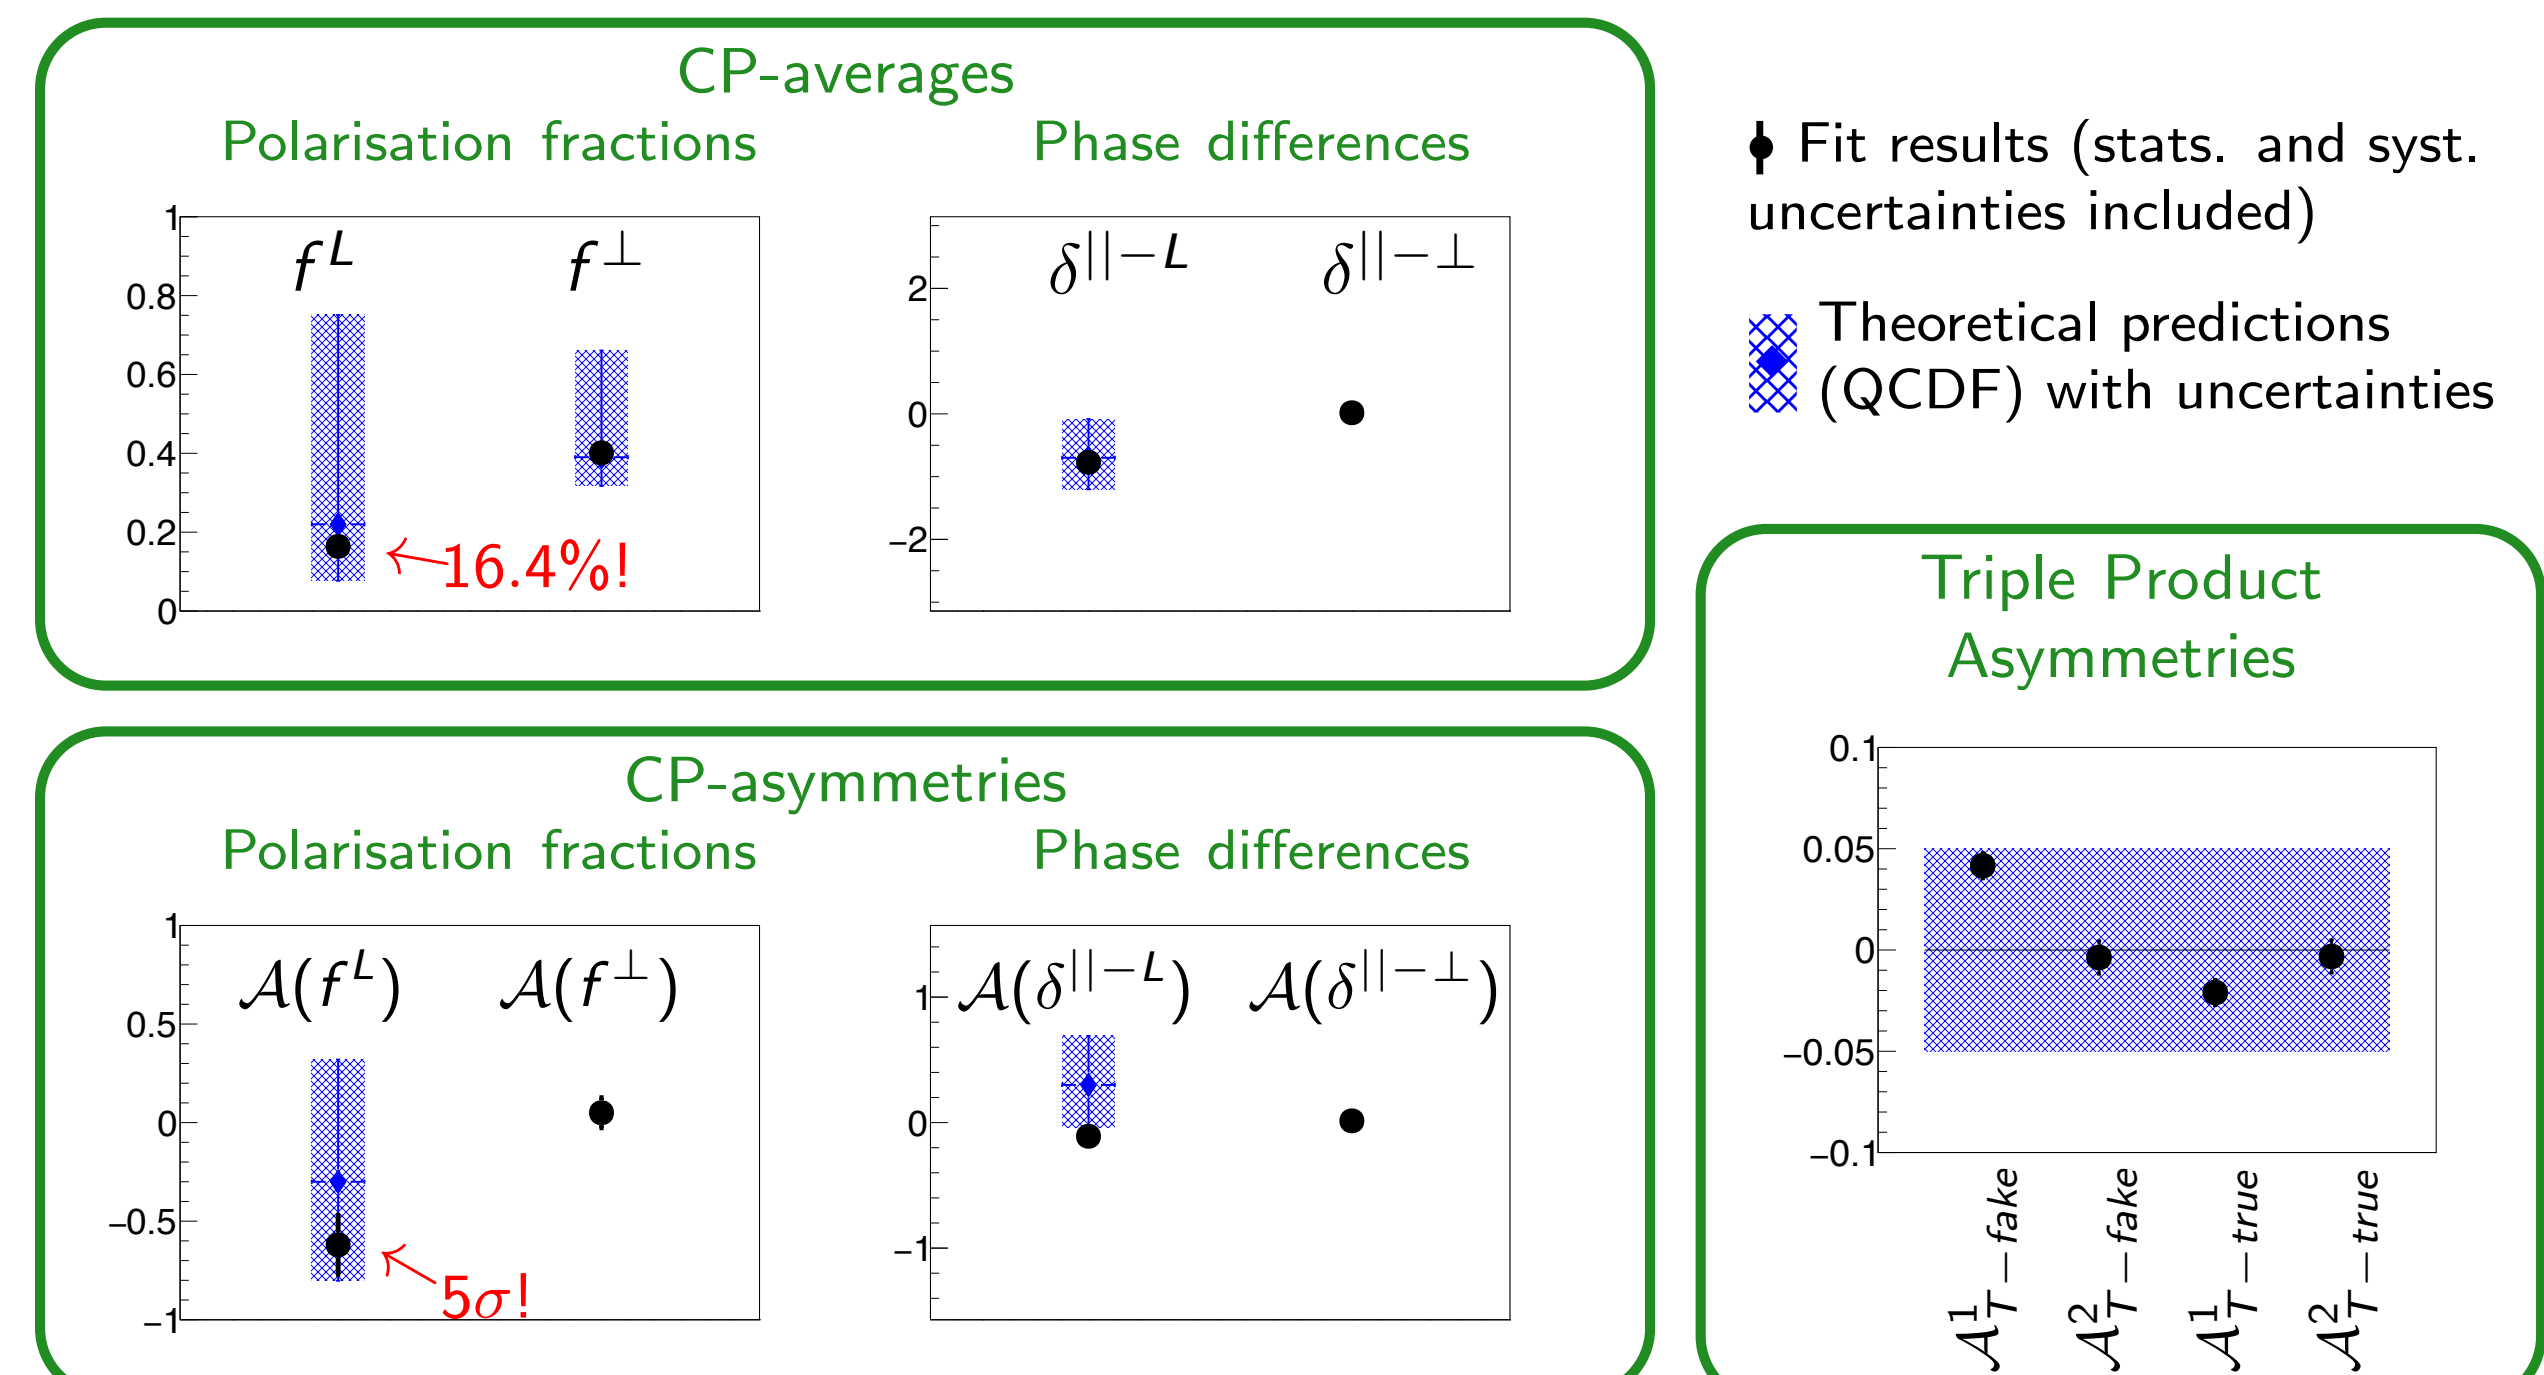 CP-averages
Polarisation fractions
Phase differences
1
0.8
0.6
0.4
0.2
0
f^L
f^⊥
16.4%!
2
0
−2
δ^{||−L}
δ^{||−⊥}
Fit results (stats. and syst.
uncertainties included)
Theoretical predictions
(QCDF) with uncertainties
CP-asymmetries
Polarisation fractions
Phase differences
1
0.5
0
−0.5
−1
𝒜(f^L)
𝒜(f^⊥)
5σ!
1
0
−1
𝒜(δ^{||−L})
𝒜(δ^{||−⊥})
Triple Product
Asymmetries
0.1
0.05
0
−0.05
−0.1
𝒜^1_{T−fake}
𝒜^2_{T−fake}
𝒜^1_{T−true}
𝒜^2_{T−true}